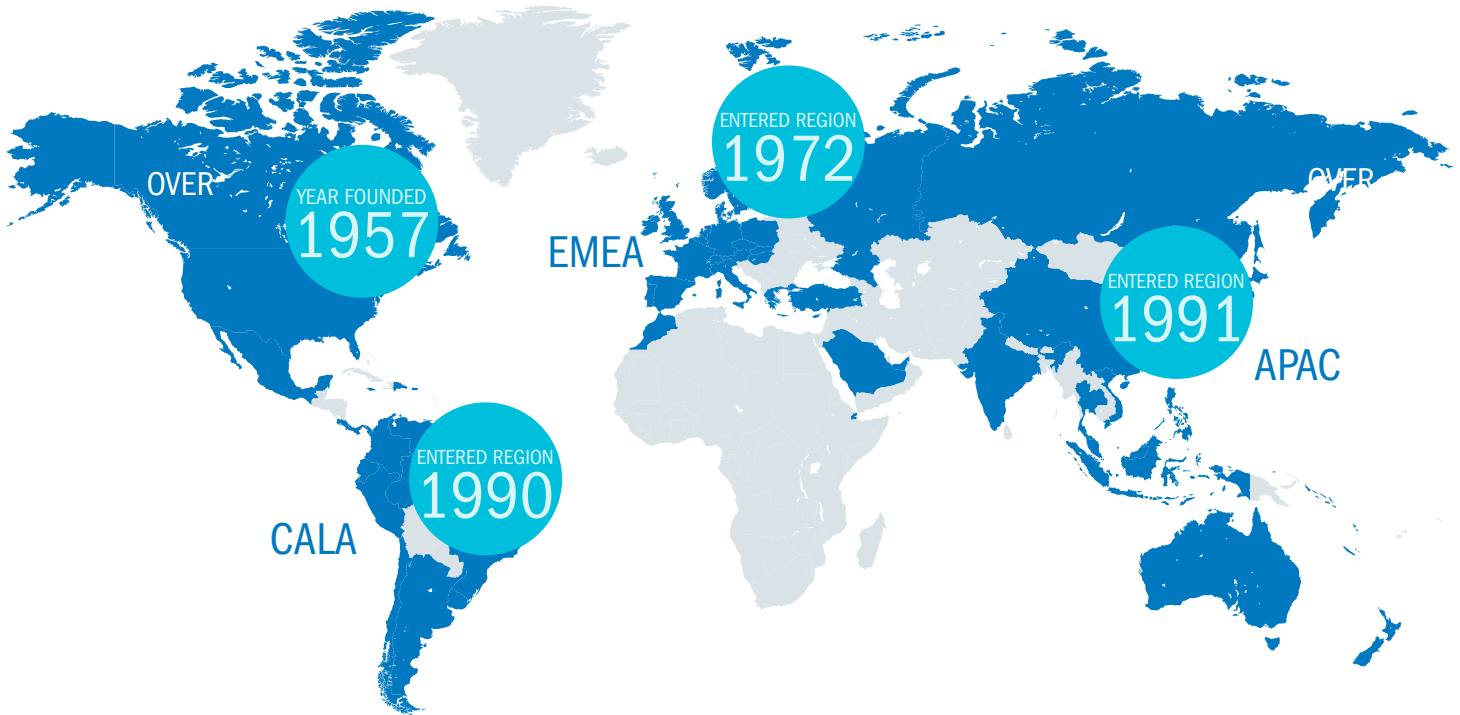 OVER
YEAR FOUNDED
1957
EMEA
ENTERED REGION
1972
OVER
ENTERED REGION
1991
APAC
ENTERED REGION
1990
CALA